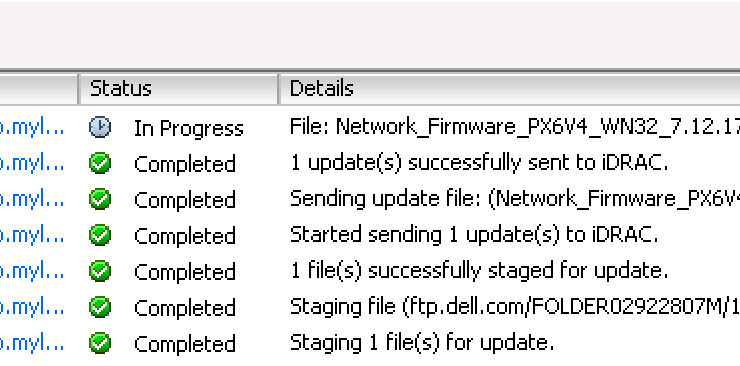 Status Details
o.myl... In Progress File: Network_Firmware_PX6V4_WN32_7.12.17
o.myl... Completed 1 update(s) successfully sent to iDRAC.
o.myl... Completed Sending update file: (Network_Firmware_PX6V4
o.myl... Completed Started sending 1 update(s) to iDRAC.
o.myl... Completed 1 file(s) successfully staged for update.
o.myl... Completed Staging file (ftp.dell.com/FOLDER02922807M/1
o.myl... Completed Staging 1 file(s) for update.